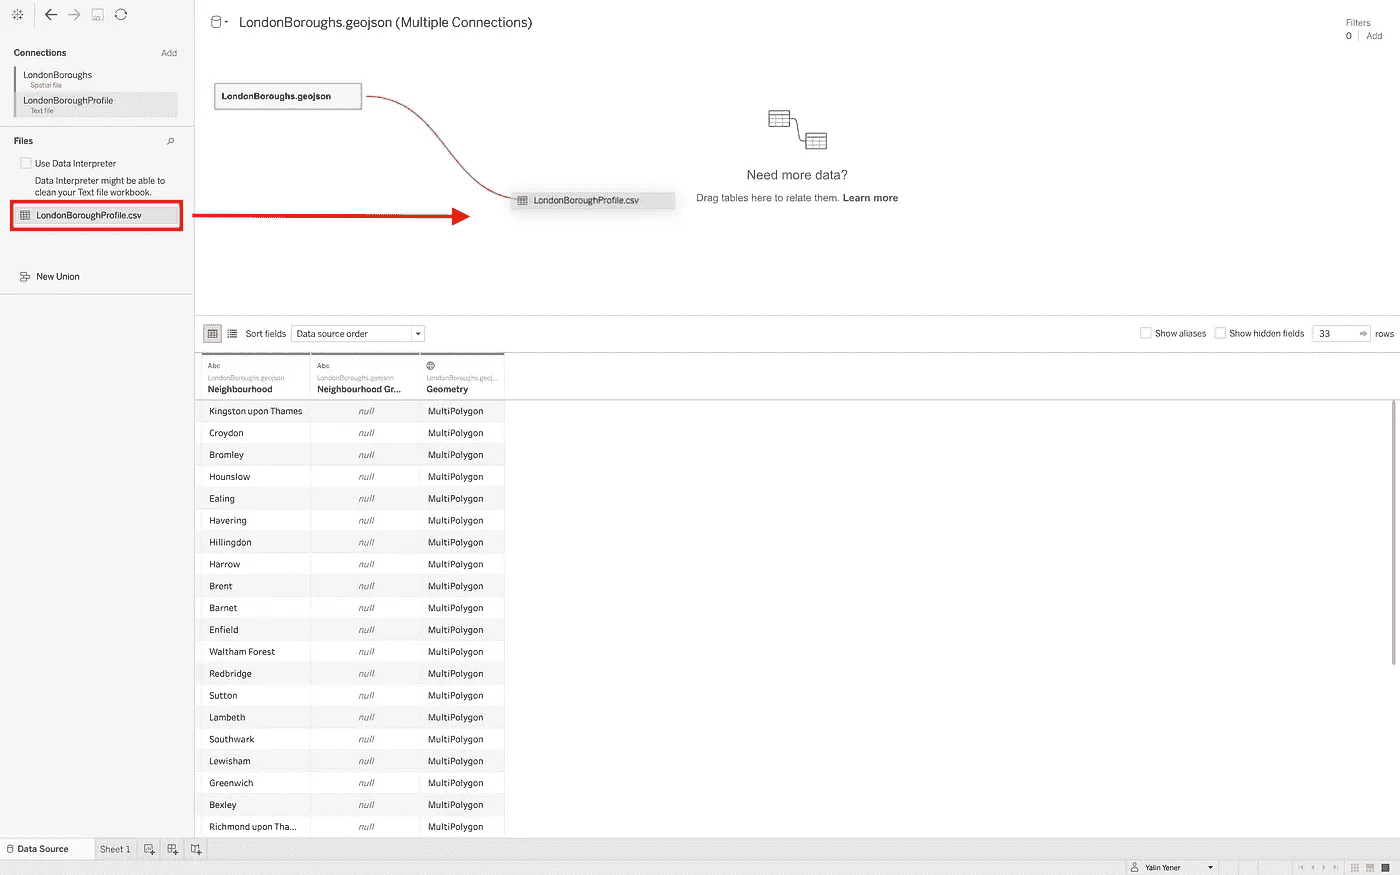 LondonBoroughs.geojson (Multiple Connections)
Filters
0 Add
Connections Add
LondonBoroughs
Spatial file
LondonBoroughProfile
Text file
Files
Use Data Interpreter
Data Interpreter might be able to
clean your Text file workbook.
LondonBoroughProfile.csv
New Union
LondonBoroughs.geojson
LondonBoroughProfile.csv
Need more data?
Drag tables here to relate them. Learn more
Sort fields Data source order
Show aliases Show hidden fields 33 rows
Abc Abc
LondonBoroughs.geojson LondonBoroughs.geojson LondonBoroughs.geoj...
Neighbourhood Neighbourhood Gr... Geometry
Kingston upon Thames null MultiPolygon
Croydon null MultiPolygon
Bromley null MultiPolygon
Hounslow null MultiPolygon
Ealing null MultiPolygon
Havering null MultiPolygon
Hillingdon null MultiPolygon
Harrow null MultiPolygon
Brent null MultiPolygon
Barnet null MultiPolygon
Enfield null MultiPolygon
Waltham Forest null MultiPolygon
Redbridge null MultiPolygon
Sutton null MultiPolygon
Lambeth null MultiPolygon
Southwark null MultiPolygon
Lewisham null MultiPolygon
Greenwich null MultiPolygon
Bexley null MultiPolygon
Richmond upon Tha... null MultiPolygon
Data Source Sheet 1
Yalin Yener